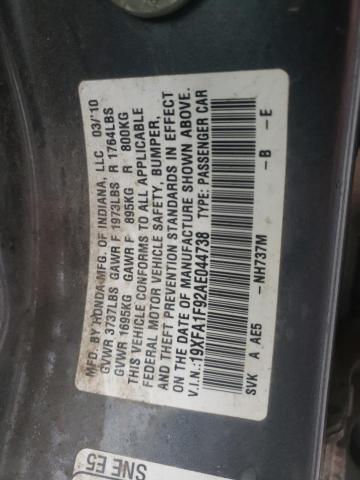 MFD. BY HONDA MFG. OF INDIANA, LLC 03/'10
GVWR 3737LBS GAWR F 1973LBS R 1764LBS
GVWR 1695KG GAWR F 895KG R 800KG
THIS VEHICLE CONFORMS TO ALL APPLICABLE
FEDERAL MOTOR VEHICLE SAFETY, BUMPER,
AND THEFT PREVENTION STANDARDS IN EFFECT
ON THE DATE OF MANUFACTURE SHOWN ABOVE.
V.I.N.:19XFA1F92AE044738 TYPE: PASSENGER CAR
-NH737M -B -E
SVK A AE5
SNE E5